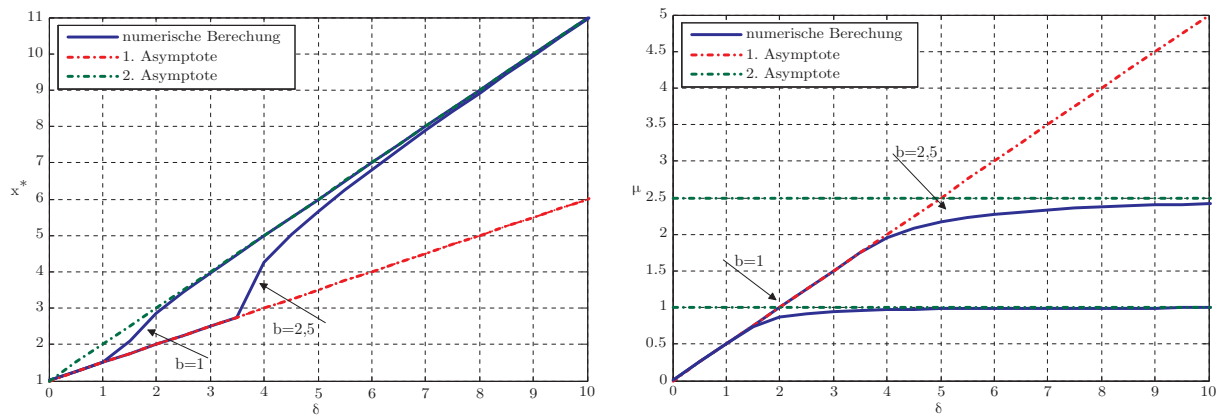 11
10
9
8
7
6
5
4
3
2
1
x*
numerische Berechung
1. Asymptote
2. Asymptote
b=2,5
b=1
0 1 2 3 4 5 6 7 8 9 10
δ
5
4.5
4
3.5
3
2.5
2
1.5
1
0.5
0
μ
numerische Berechung
1. Asymptote
2. Asymptote
b=2,5
b=1
0 1 2 3 4 5 6 7 8 9 10
δ